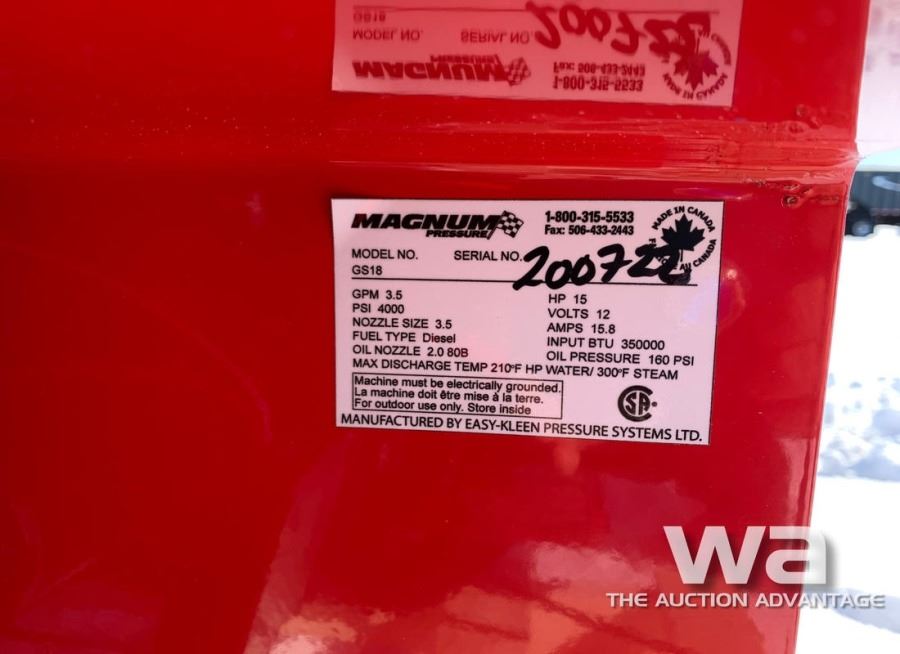 MAGNUM
PRESSURE
1-800-315-5533
Fax: 506-433-2443
MADE IN CANADA
AU CANADA
MODEL NO. SERIAL NO. 200722
GS18
GPM 3.5
PSI 4000
NOZZLE SIZE 3.5
FUEL TYPE Diesel
OIL NOZZLE 2.0 80B
HP 15
VOLTS 12
AMPS 15.8
INPUT BTU 350000
OIL PRESSURE 160 PSI
MAX DISCHARGE TEMP 210°F HP WATER/ 300°F STEAM
Machine must be electrically grounded.
La machine doit être mise à la terre.
For outdoor use only. Store inside
SA
MANUFACTURED BY EASY-KLEEN PRESSURE SYSTEMS LTD.
wa
THE AUCTION ADVANTAGE